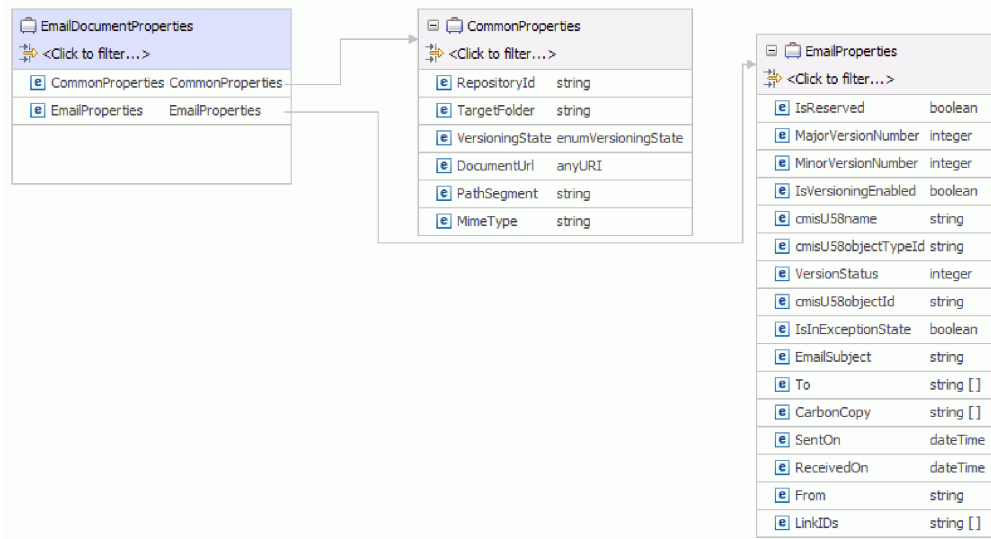 EmailDocumentProperties
<Click to filter...>
CommonProperties CommonProperties
EmailProperties EmailProperties
CommonProperties
<Click to filter...>
RepositoryId string
TargetFolder string
VersioningState enumVersioningState
DocumentUrl anyURI
PathSegment string
MimeType string
EmailProperties
<Click to filter...>
IsReserved boolean
MajorVersionNumber integer
MinorVersionNumber integer
IsVersioningEnabled boolean
cmisU58name string
cmisU58objectTypeId string
VersionStatus integer
cmisU58objectId string
IsInExceptionState boolean
EmailSubject string
To string []
CarbonCopy string []
SentOn dateTime
ReceivedOn dateTime
From string
LinkIDs string []